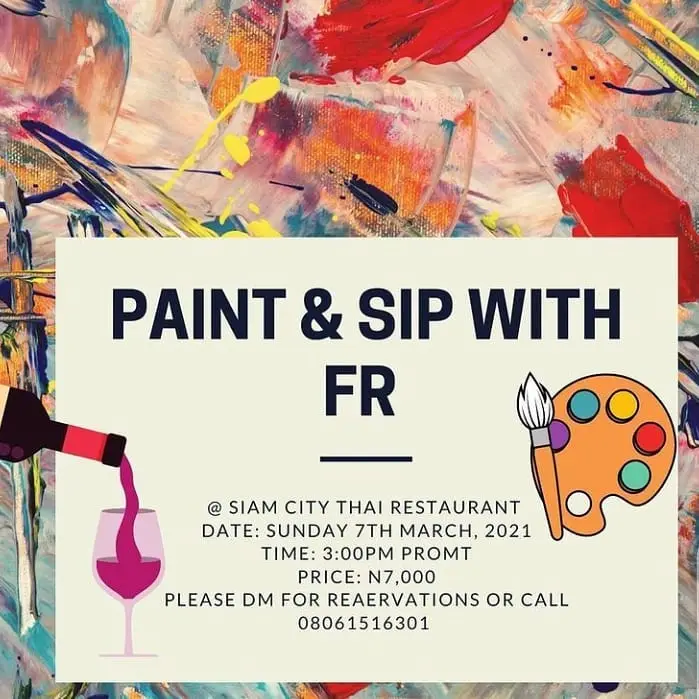 PAINT & SIP WITH
FR
@ SIAM CITY THAI RESTAURANT
DATE: SUNDAY 7TH MARCH, 2021
TIME: 3:00PM PROMT
PRICE: N7,000
PLEASE DM FOR REAERVATIONS OR CALL
08061516301